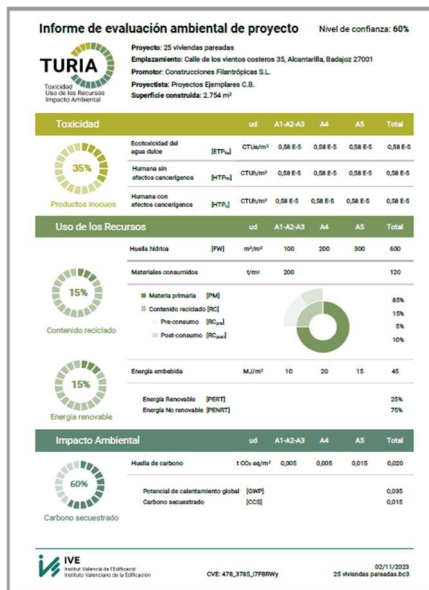 Informe de evaluación ambiental de proyecto Nivel de confianza: 60%
TURIA
Toxicidad
Uso de los Recursos
Impacto Ambiental
Proyecto: 25 viviendas pareadas
Emplazamiento: Calle de los vientos costeros 35, Alcantarilla, Badajoz 27001
Promotor: Construcciones Filantrópicas S.L.
Proyectista: Proyectos Ejemplares C.B.
Superficie construida: 2.754 m²
Toxicidad ud A1-A2-A3 A4 A5 Total
35%
Productos inocuos
Ecotoxicidad del
agua dulce [ETPfw] CTUe/m² 0,58 E-5 0,58 E-5 0,58 E-5 0,58 E-5
Humana sin
efectos cancerígenos CTUh/m² 0,58 E-5 0,58 E-5 0,58 E-5 0,58 E-5
Humana con
efectos cancerígenos CTUh/m² 0,58 E-5 0,58 E-5 0,58 E-5 0,58 E-5
Uso de los Recursos ud A1-A2-A3 A4 A5 Total
Huella hídrica [FW] m³/m² 100 200 300 600
Materiales consumidos t/m² 200 120
15%
Contenido reciclado
Materia primaria [PM] 85%
Contenido reciclado [RC] 15%
Pre-consumo [RCpre] 5%
Post-consumo [RCpost] 10%
15%
Energía renovable
Energía embebida MJ/m² 10 20 15 45
Energía Renovable [PERT] 25%
Energía No renovable [PENRT] 75%
Impacto Ambiental ud A1-A2-A3 A4 A5 Total
60%
Carbono secuestrado
Huella de carbono t CO₂ eq/m² 0,005 0,005 0,015 0,020
Potencial de calentamiento global [GWP] 0,035
Carbono secuestrado [CCS] 0,015
IVE
Institut Valencià de l'Edificació
Instituto Valenciano de la Edificación
CVE: 478_3785_I7FBRWy
02/11/2023
25 viviendas pareadas.bc3